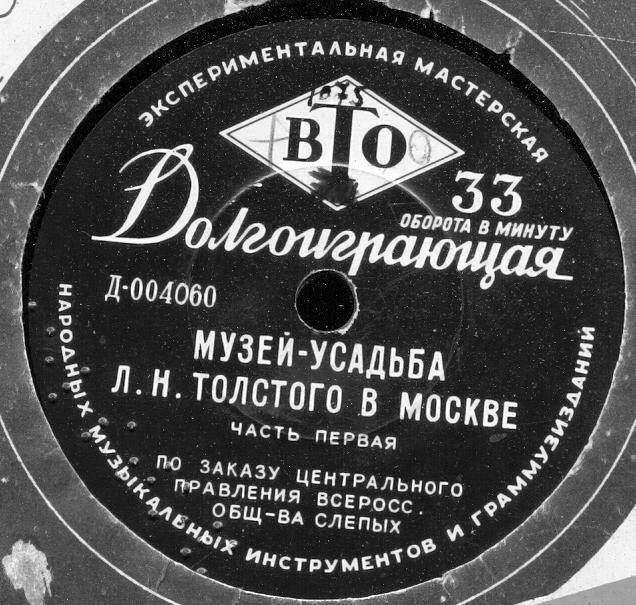 ЭКСПЕРИМЕНТАЛЬНАЯ МАСТЕРСКАЯ
ВТО
33
ОБОРОТА В МИНУТУ
Долгоиграющая
Д-004060
МУЗЕЙ-УСАДЬБА
Л. Н. ТОЛСТОГО В МОСКВЕ
ЧАСТЬ ПЕРВАЯ
ПО ЗАКАЗУ ЦЕНТРАЛЬНОГО
ПРАВЛЕНИЯ ВСЕРОСС.
ОБЩ-ВА СЛЕПЫХ
НАРОДНЫХ МУЗЫКАЛЬНЫХ ИНСТРУМЕНТОВ И ГРАММУЗИЗДАНИЙ